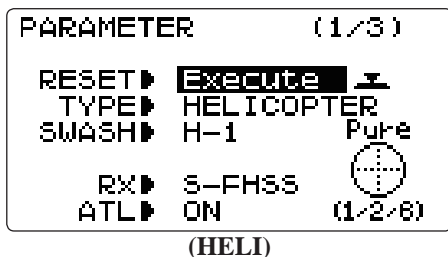 PARAMETER (1/3)
RESET▶ Execute
TYPE▶ HELICOPTER
SWASH▶ H-1 Pure
RX▶ S-FHSS
ATL▶ ON (1/2/6)
(HELI)